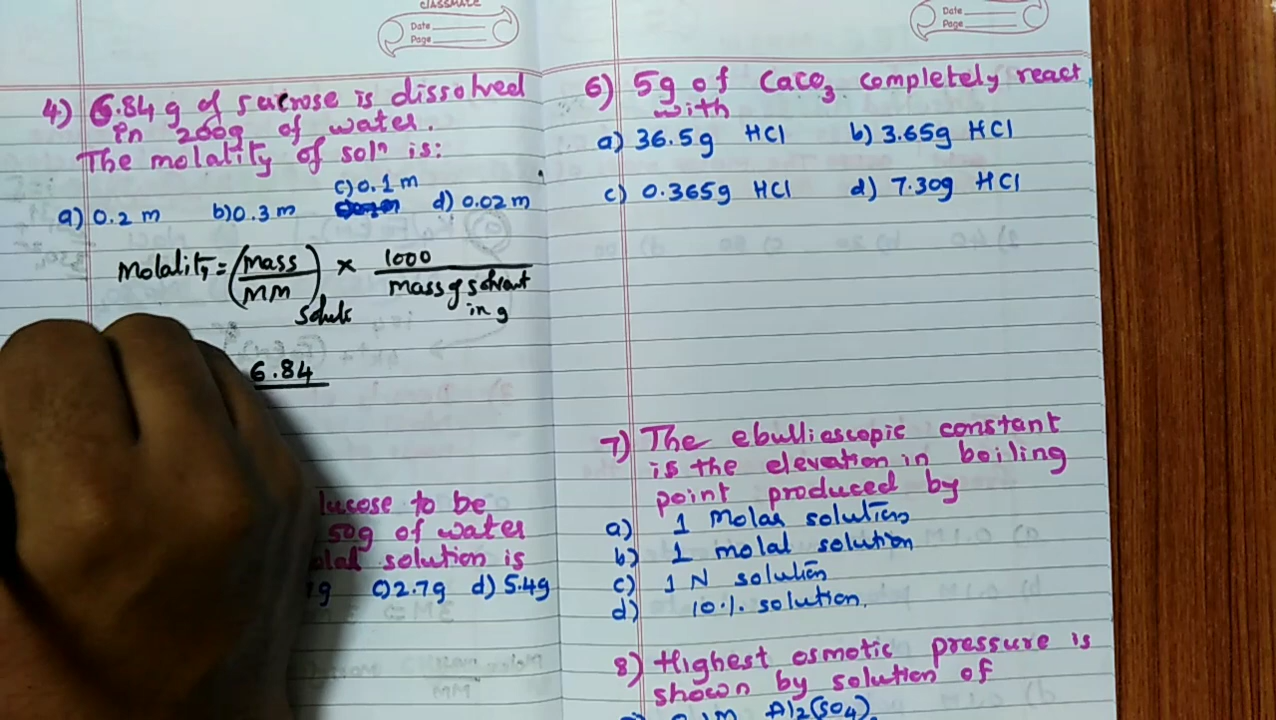 classmate
Date
Page
4) 6.84 g of sucrose is dissolved
in 200g of water.
The molality of solⁿ is:
c) 0.1 m
a) 0.2 m b) 0.3 m d) 0.02 m
Molality = (mass / MM) solute × 1000 / mass of solvent in g
6.84
lucose to be
50g of water
olal solution is
g c) 2.7g d) 5.4g
Date
Page
6) 5g of CaCO₃ completely react
with
a) 36.5g HCl b) 3.65g HCl
c) 0.365g HCl d) 7.30g HCl
7) The ebullioscopic constant
is the elevation in boiling
point produced by
a) 1 Molar solution
b) 1 molal solution
c) 1 N solution
d) 10% solution.
8) Highest osmotic pressure is
shown by solution of
Al₂(SO₄)